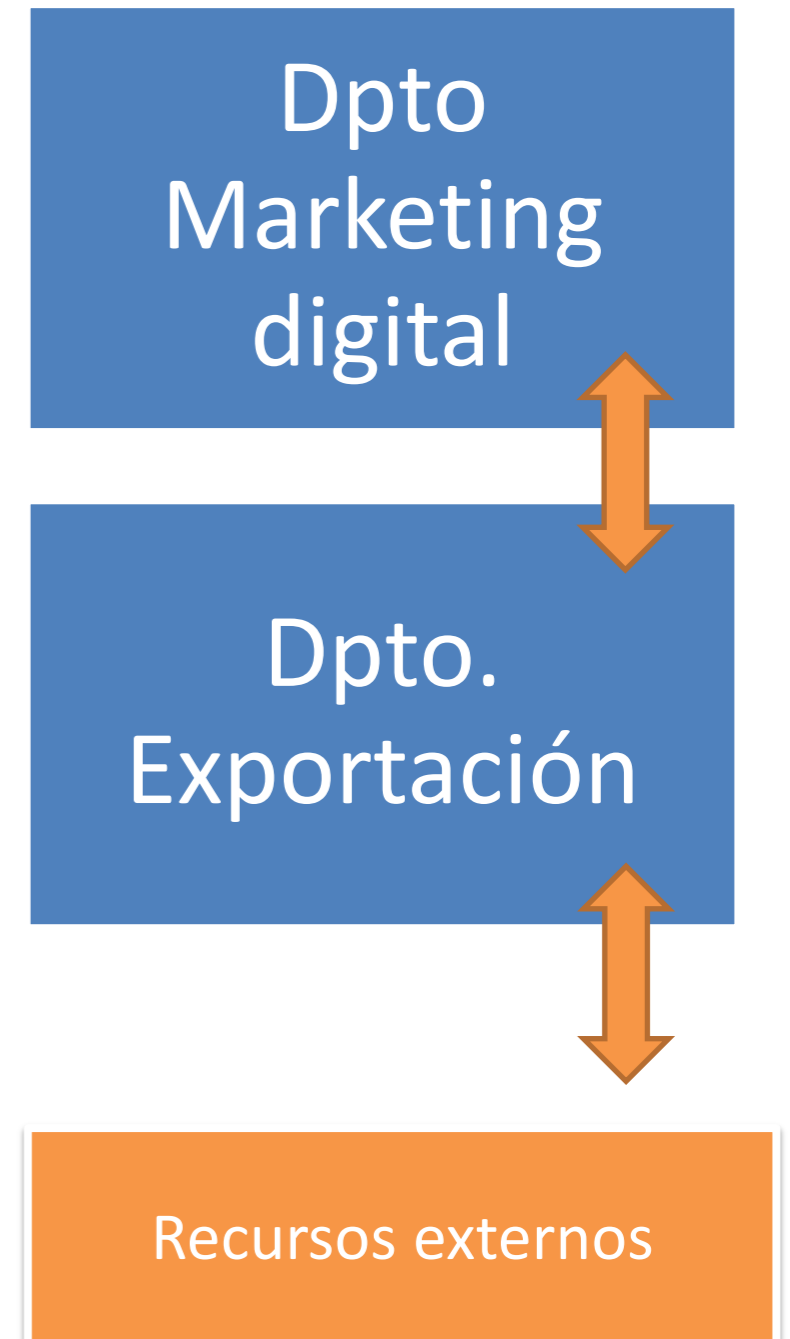 Dpto
Marketing
digital
Dpto.
Exportación
Recursos externos